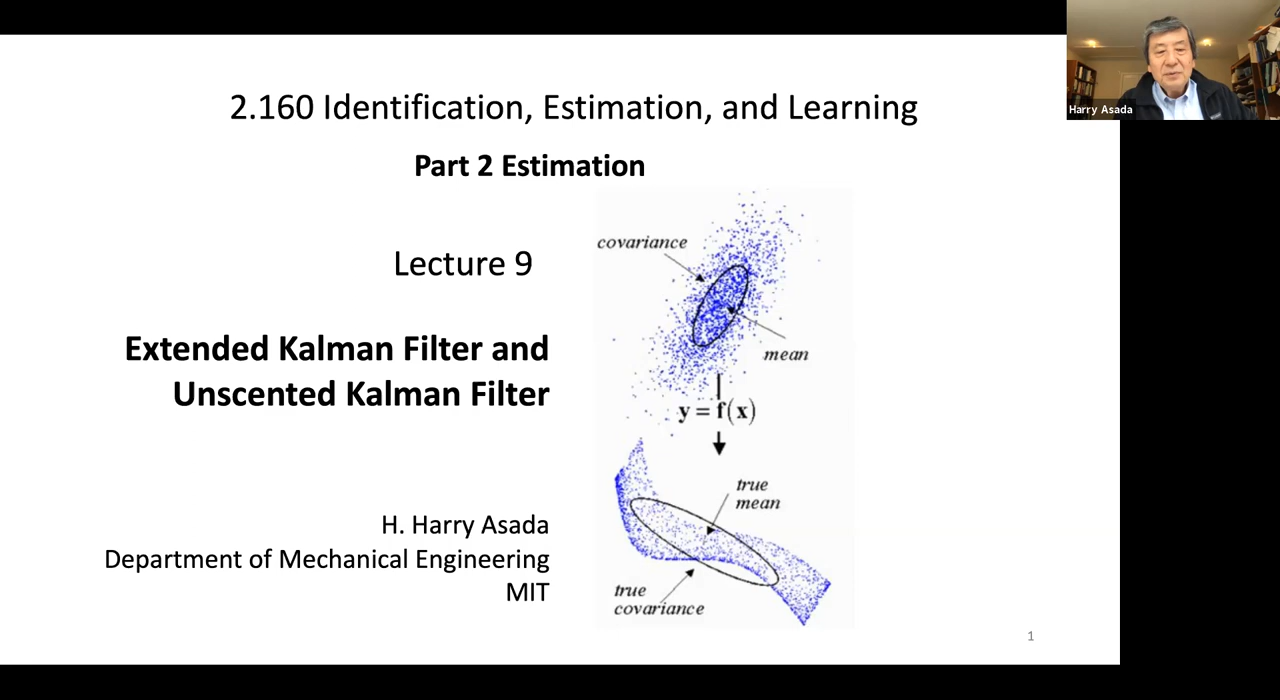 2.160 Identification, Estimation, and Learning
Part 2 Estimation
Lecture 9
Extended Kalman Filter and
Unscented Kalman Filter
H. Harry Asada
Department of Mechanical Engineering
MIT
covariance
mean
y = f(x)
true
mean
true
covariance
1
Harry Asada